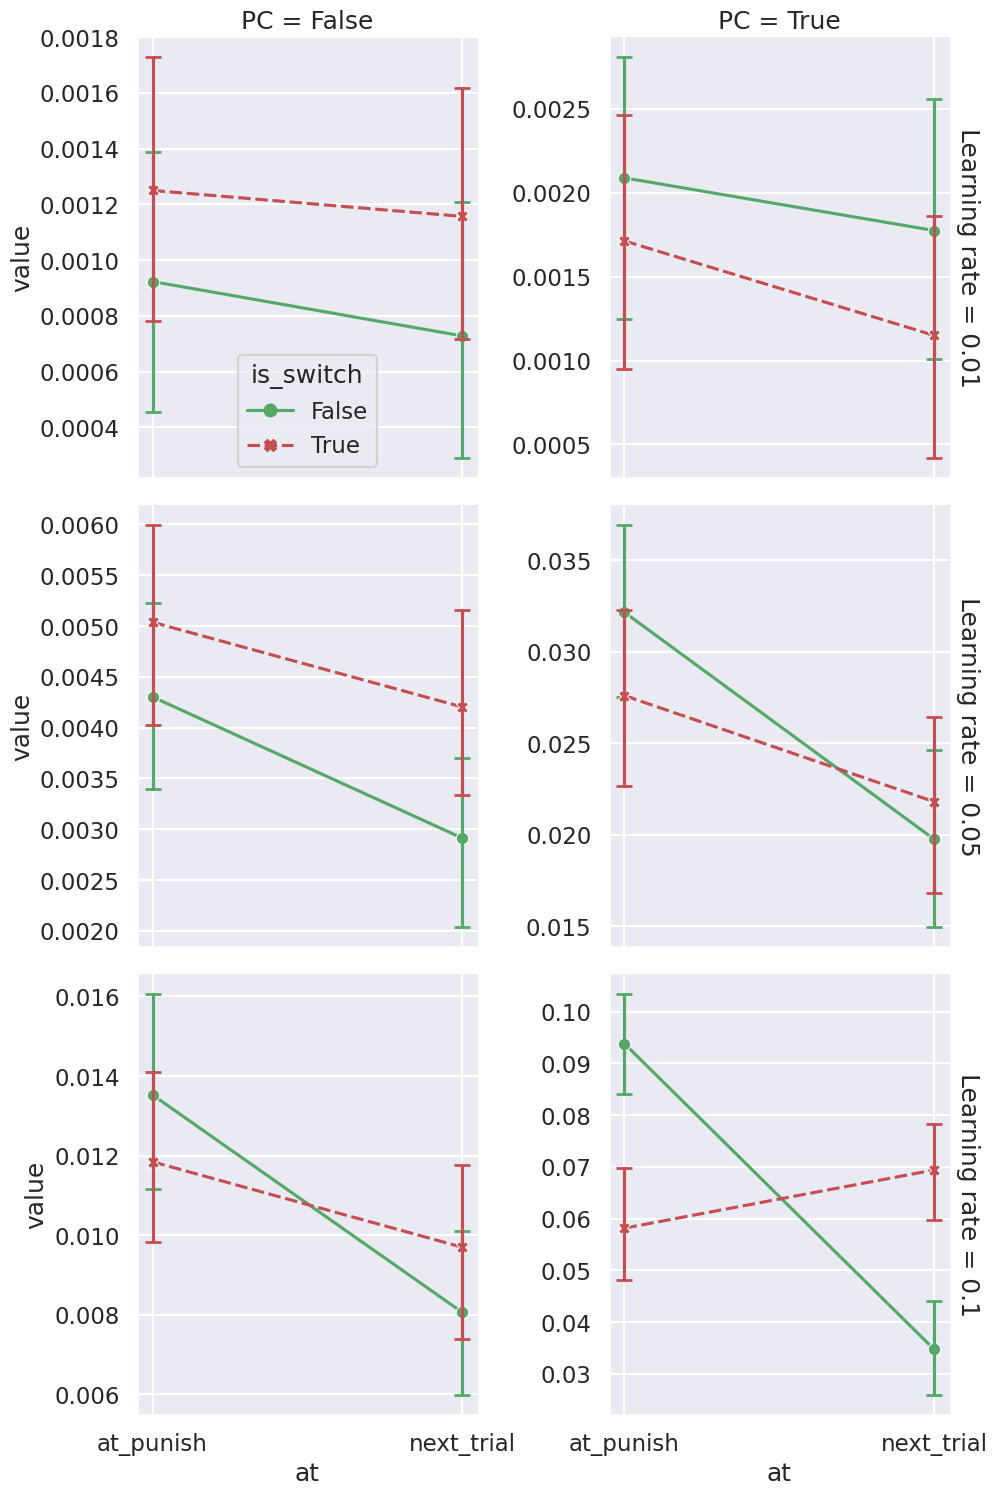 PC = False
PC = True
0.0018
0.0016
0.0014
0.0012
0.0010
0.0008
0.0006
0.0004
value
is_switch
False
True
0.0025
0.0020
0.0015
0.0010
0.0005
Learning rate = 0.01
0.0060
0.0055
0.0050
0.0045
0.0040
0.0035
0.0030
0.0025
0.0020
value
0.035
0.030
0.025
0.020
0.015
Learning rate = 0.05
0.016
0.014
0.012
0.010
0.008
0.006
value
at_punish
next_trial
at
0.10
0.09
0.08
0.07
0.06
0.05
0.04
0.03
Learning rate = 0.1
at_punish
next_trial
at